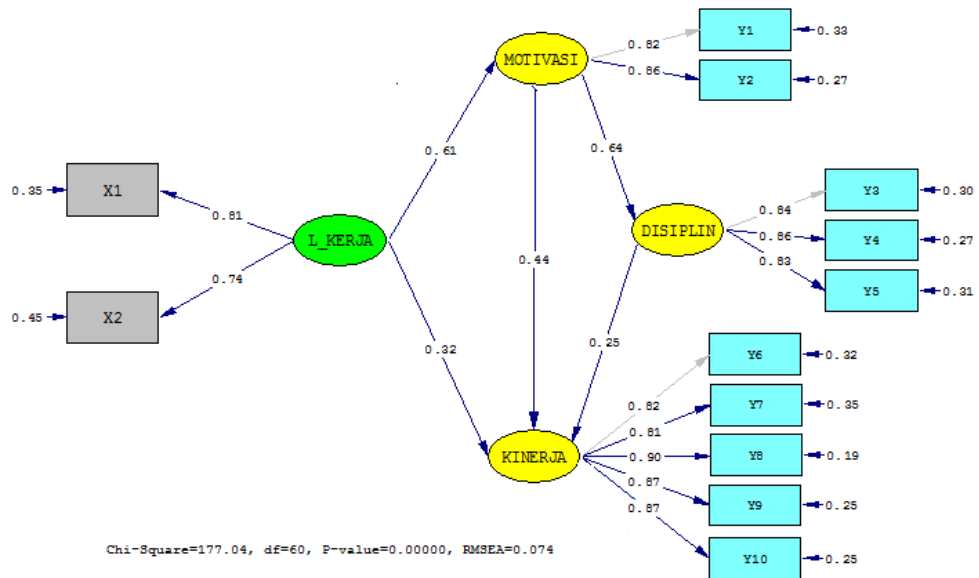 MOTIVASI
0.82
Y1
0.33
0.86
Y2
0.27
0.61
0.64
0.35
X1
0.81
L_KERJA
0.74
0.45
X2
0.44
DISIPLIN
0.84
Y3
0.30
0.86
Y4
0.27
0.83
Y5
0.31
0.32
0.25
KINERJA
0.82
Y6
0.32
0.81
Y7
0.35
0.90
Y8
0.19
0.87
Y9
0.25
0.87
Y10
0.25
Chi-Square=177.04, df=60, P-value=0.00000, RMSEA=0.074